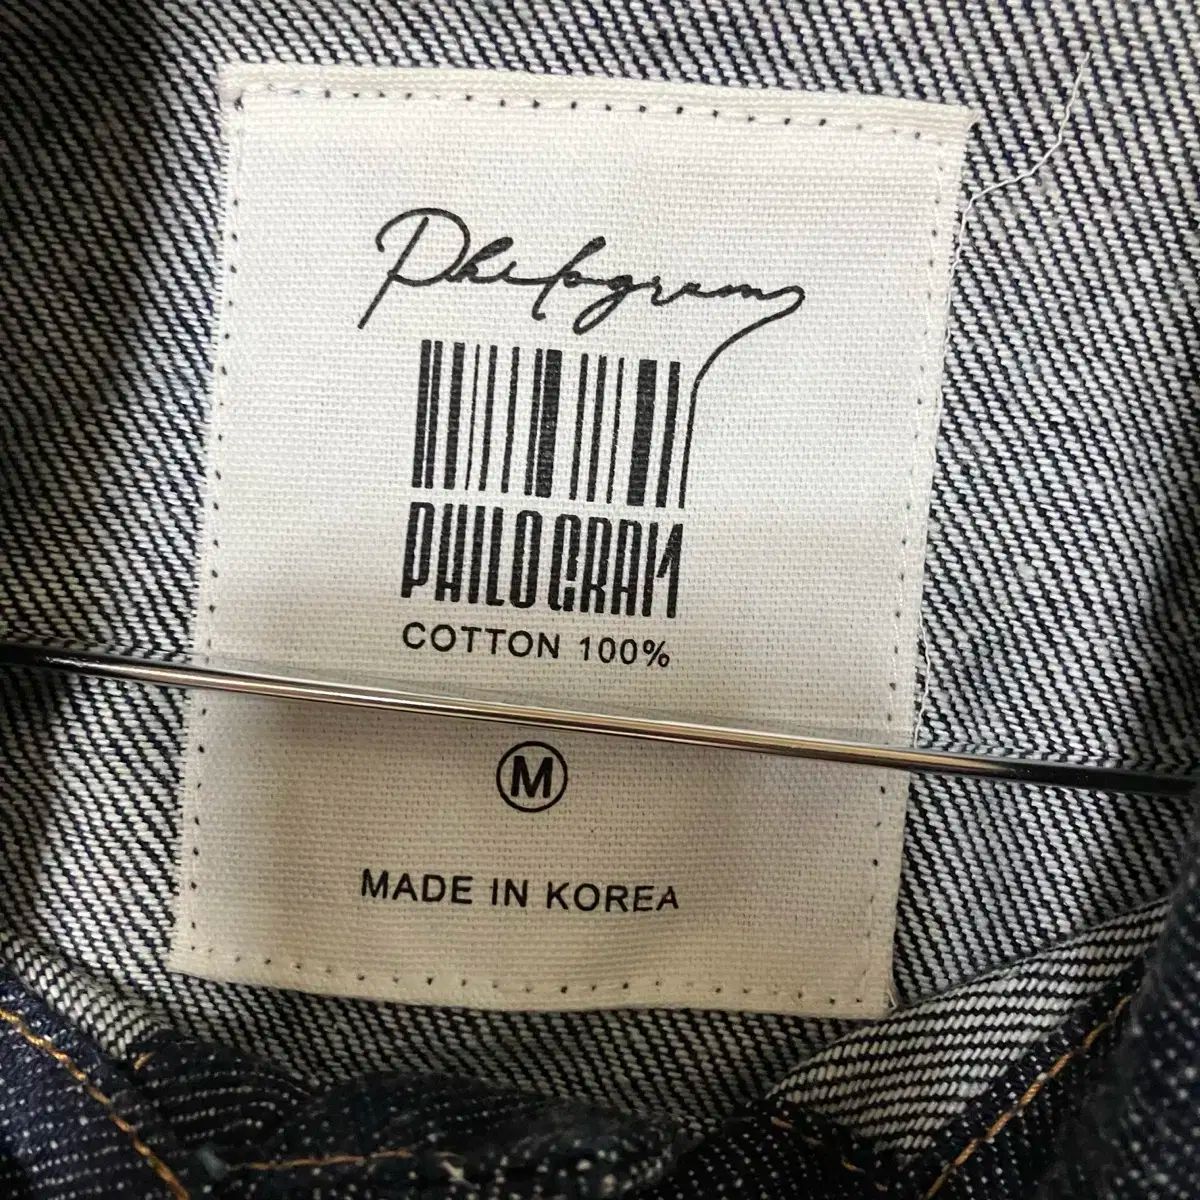 Philogram
PHILOGRAM
COTTON 100%
M
MADE IN KOREA